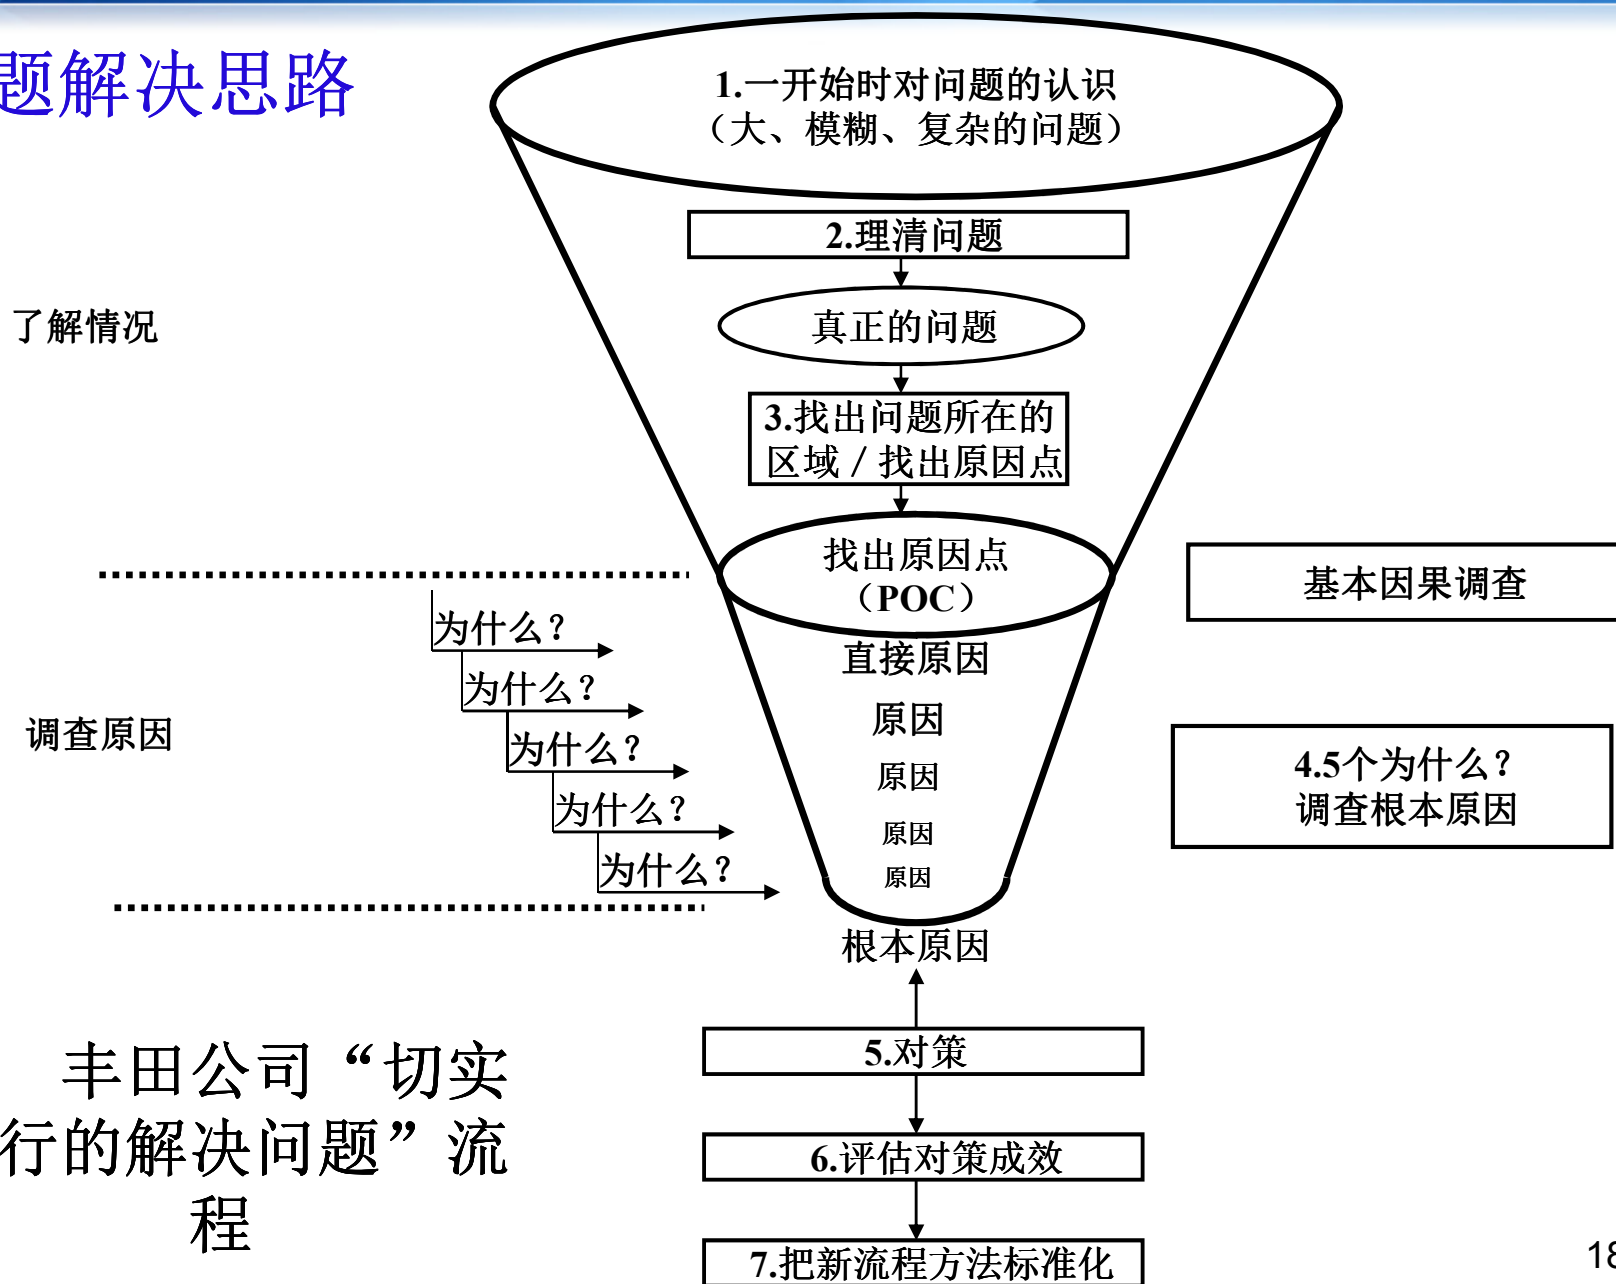 题解决思路
1.一开始时对问题的认识
（大、模糊、复杂的问题）
2.理清问题
了解情况
真正的问题
3.找出问题所在的
区域／找出原因点
找出原因点
（POC）
基本因果调查
为什么？
为什么？
为什么？
为什么？
为什么？
调查原因
直接原因
原因
原因
原因
原因
4.5个为什么？
调查根本原因
根本原因
丰田公司“切实
行的解决问题”流
程
5.对策
6.评估对策成效
7.把新流程方法标准化
18